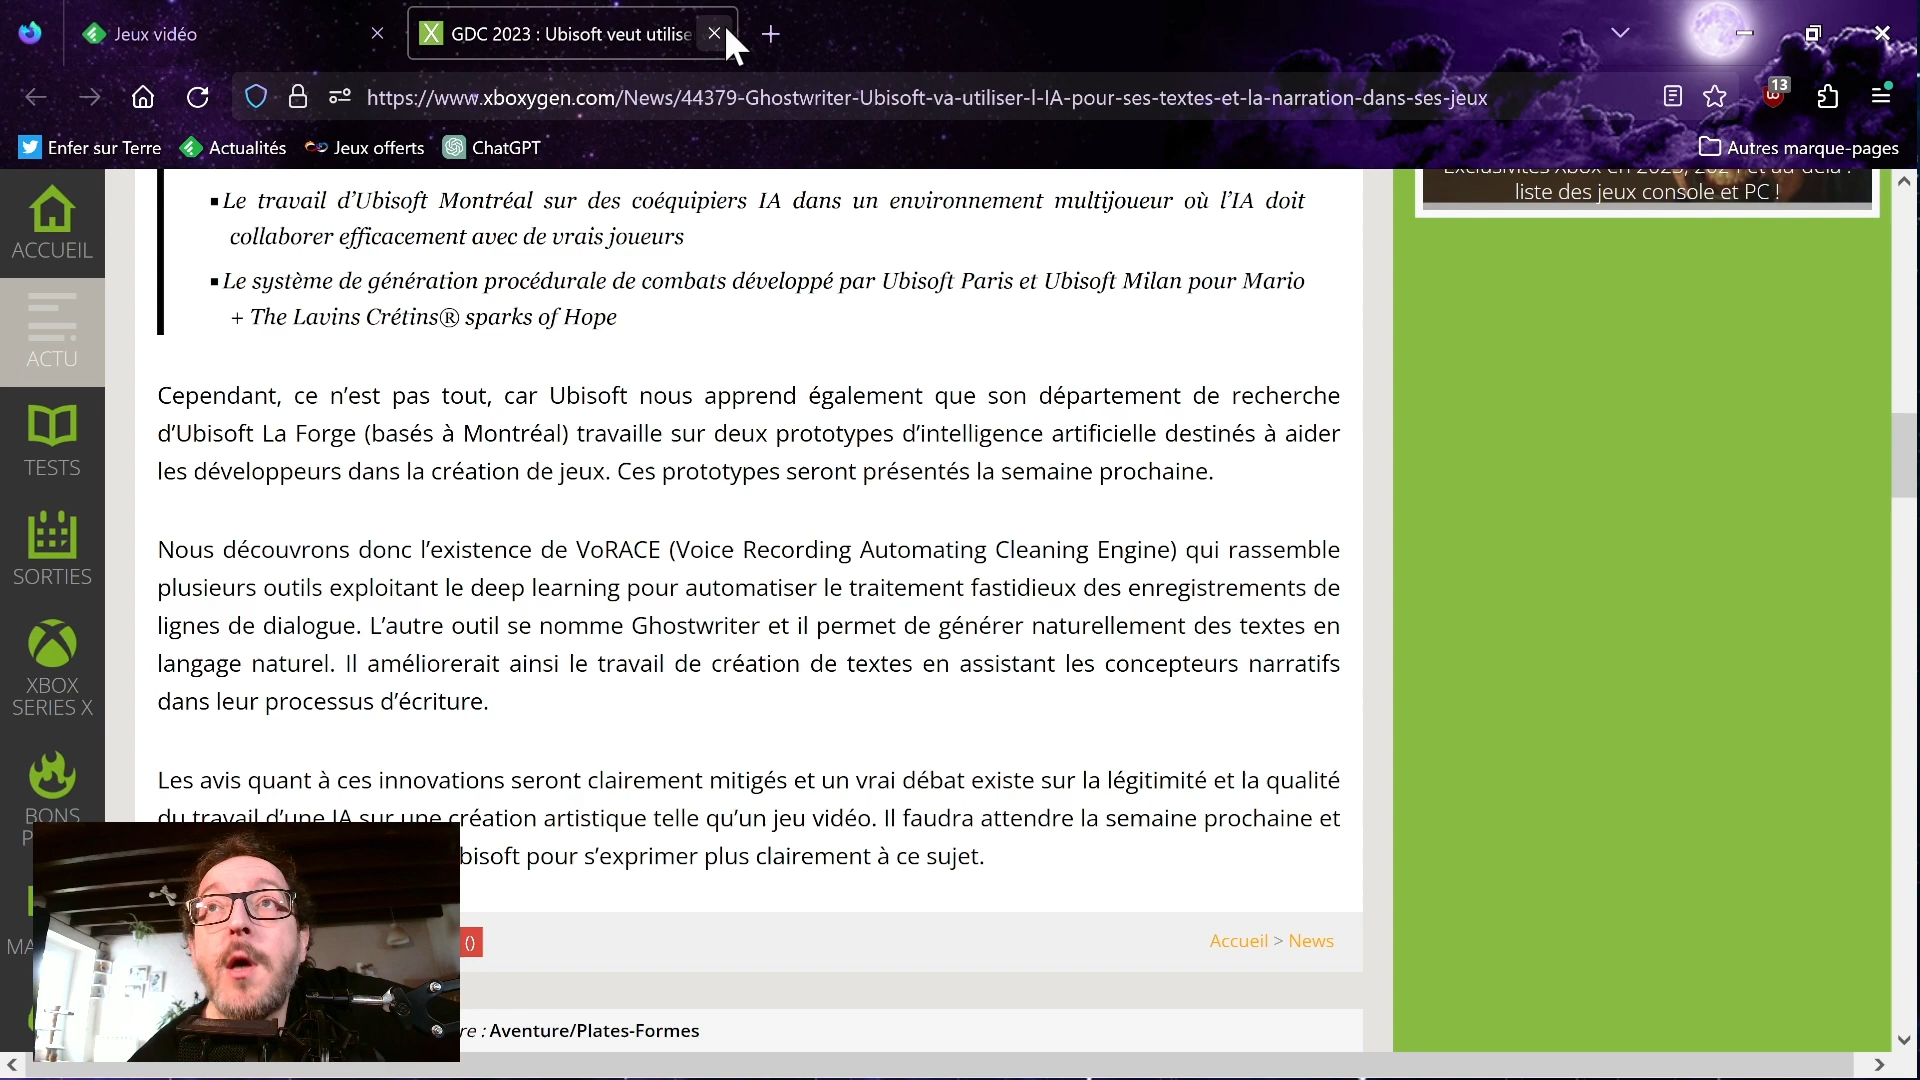 Jeux vidéo
GDC 2023 : Ubisoft veut utilise
https://www.xboxygen.com/News/44379-Ghostwriter-Ubisoft-va-utiliser-l-IA-pour-ses-textes-et-la-narration-dans-ses-jeux
13
Enfer sur Terre
Actualités
Jeux offerts
ChatGPT
Autres marque-pages
ACCUEIL
ACTU
TESTS
SORTIES
XBOX
SERIES X
BONS
liste des jeux console et PC !
▪Le travail d’Ubisoft Montréal sur des coéquipiers IA dans un environnement multijoueur où l’IA doit
collaborer efficacement avec de vrais joueurs
▪Le système de génération procédurale de combats développé par Ubisoft Paris et Ubisoft Milan pour Mario
+ The Lavins Crétins® sparks of Hope
Cependant, ce n’est pas tout, car Ubisoft nous apprend également que son département de recherche
d’Ubisoft La Forge (basés à Montréal) travaille sur deux prototypes d’intelligence artificielle destinés à aider
les développeurs dans la création de jeux. Ces prototypes seront présentés la semaine prochaine.
Nous découvrons donc l’existence de VoRACE (Voice Recording Automating Cleaning Engine) qui rassemble
plusieurs outils exploitant le deep learning pour automatiser le traitement fastidieux des enregistrements de
lignes de dialogue. L’autre outil se nomme Ghostwriter et il permet de générer naturellement des textes en
langage naturel. Il améliorerait ainsi le travail de création de textes en assistant les concepteurs narratifs
dans leur processus d’écriture.
Les avis quant à ces innovations seront clairement mitigés et un vrai débat existe sur la légitimité et la qualité
du travail d’une IA sur une création artistique telle qu’un jeu vidéo. Il faudra attendre la semaine prochaine et
bisoft pour s’exprimer plus clairement à ce sujet.
()
Accueil > News
re : Aventure/Plates-Formes